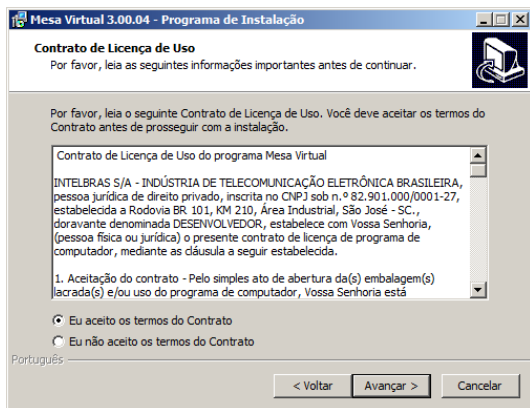 Mesa Virtual 3.00.04 - Programa de Instalação
Contrato de Licença de Uso
Por favor, leia as seguintes informações importantes antes de continuar.
Por favor, leia o seguinte Contrato de Licença de Uso. Você deve aceitar os termos do
Contrato antes de prosseguir com a instalação.
Contrato de Licença de Uso do programa Mesa Virtual
INTELBRAS S/A - INDÚSTRIA DE TELECOMUNICAÇÃO ELETRÔNICA BRASILEIRA,
pessoa jurídica de direito privado, inscrita no CNPJ sob n.º 82.901.000/0001-27,
estabelecida a Rodovia BR 101, KM 210, Área Industrial, São José - SC.,
doravante denominada DESENVOLVEDOR, estabelece com Vossa Senhoria,
(pessoa física ou jurídica) o presente contrato de licença de programa de
computador, mediante as cláusula a seguir estabelecida.
1. Aceitação do contrato - Pelo simples ato de abertura da(s) embalagem(s)
lacrada(s) e/ou uso do programa de computador, Vossa Senhoria está
Eu aceito os termos do Contrato
Eu não aceito os termos do Contrato
Português
< Voltar
Avançar >
Cancelar